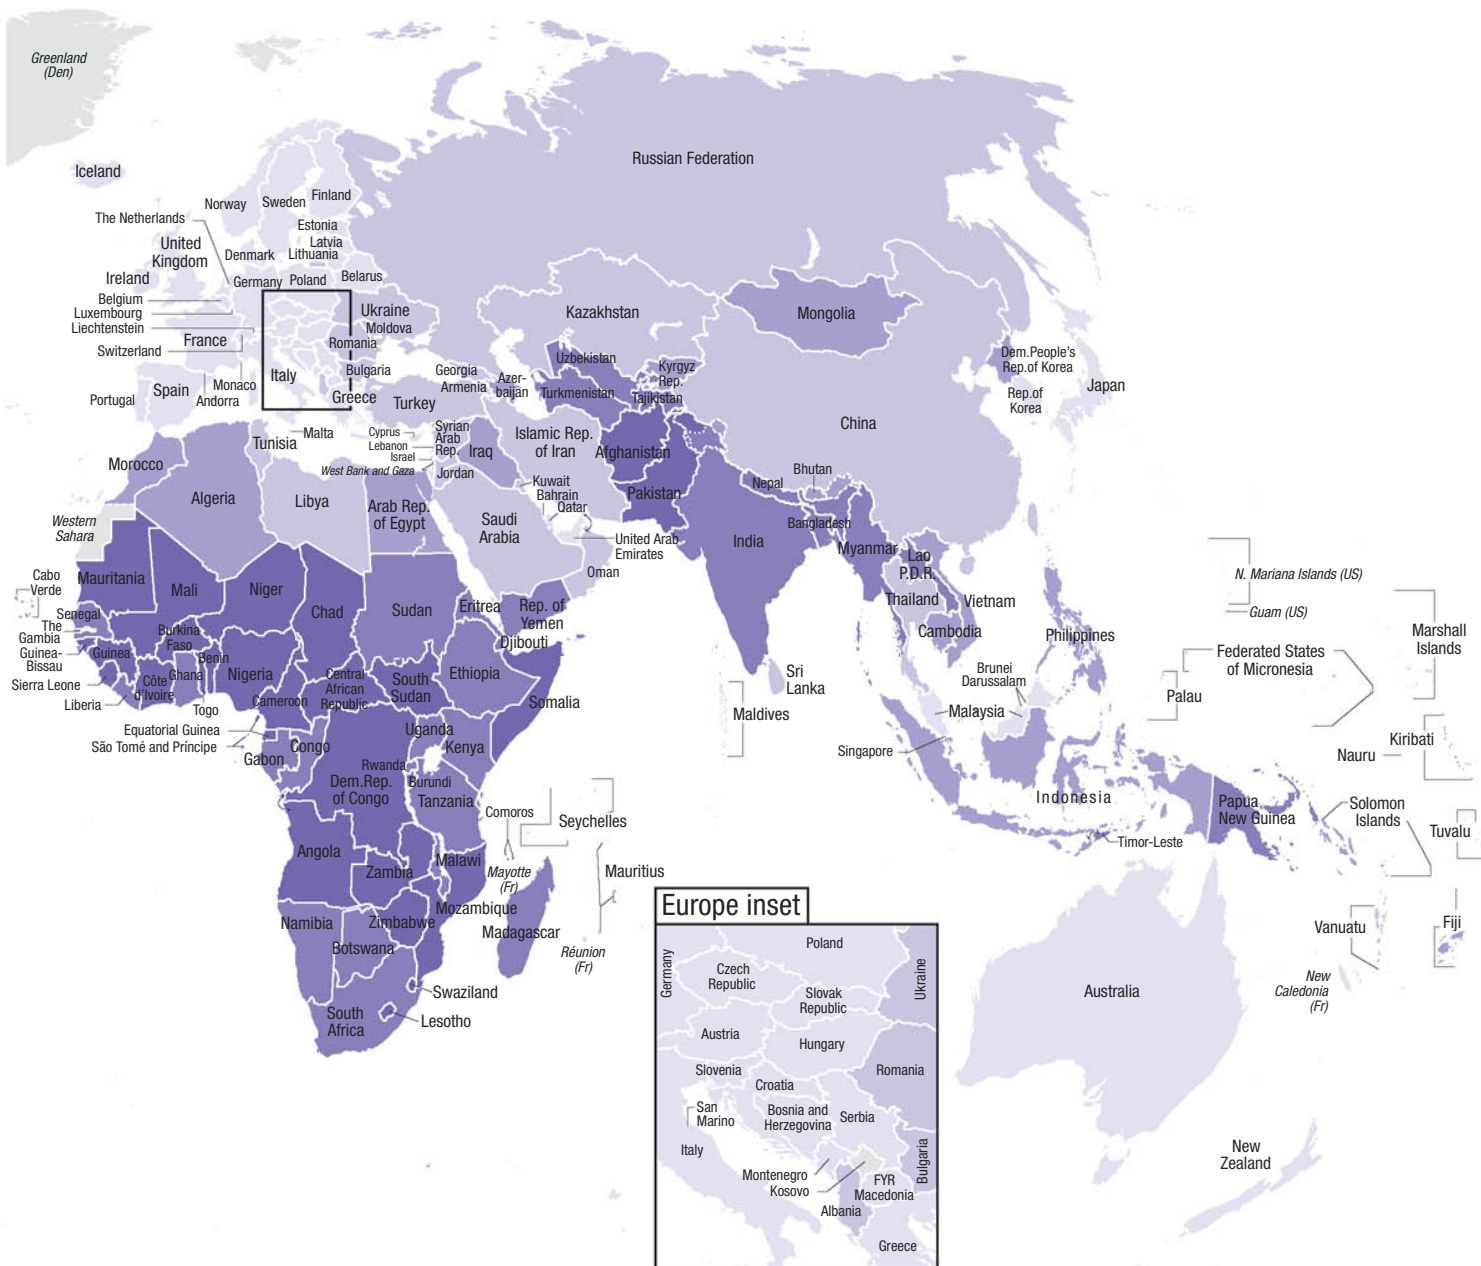 Greenland
(Den)
Iceland
Russian Federation
Norway
Sweden
Finland
The Netherlands
Estonia
Latvia
Lithuania
United
Kingdom
Denmark
Ireland
Germany
Poland
Belarus
Belgium
Luxembourg
Liechtenstein
Switzerland
France
Ukraine
Moldova
Romania
Kazakhstan
Mongolia
Italy
Monaco
Andorra
Spain
Portugal
Bulgaria
Greece
Georgia
Armenia
Azer-
baijan
Turkey
Uzbekistan
Turkmenistan
Kyrgyz
Rep.
Tajikistan
Dem.People's
Rep.of Korea
Rep.of
Korea
Japan
China
Malta
Tunisia
Cyprus
Lebanon
Israel
West Bank and Gaza
Syrian
Arab
Rep.
Iraq
Jordan
Islamic Rep.
of Iran
Afghanistan
Pakistan
Kuwait
Bahrain
Qatar
United Arab
Emirates
Oman
Saudi
Arabia
Nepal
Bhutan
Bangladesh
India
Myanmar
Lao
P.D.R.
Thailand
Vietnam
Cambodia
Philippines
Morocco
Algeria
Libya
Arab Rep.
of Egypt
Western
Sahara
Cabo
Verde
Mauritania
Mali
Niger
Chad
Sudan
Eritrea
Rep. of
Yemen
Djibouti
Senegal
The
Gambia
Guinea-
Bissau
Guinea
Sierra Leone
Liberia
Burkina
Faso
Côte
d'Ivoire
Ghana
Benin
Togo
Nigeria
Cameroon
Central
African
Republic
South
Sudan
Ethiopia
Somalia
Equatorial Guinea
São Tomé and Príncipe
Gabon
Congo
Dem.Rep.
of Congo
Uganda
Kenya
Rwanda
Burundi
Tanzania
Angola
Zambia
Malawi
Mozambique
Zimbabwe
Namibia
Botswana
South
Africa
Swaziland
Lesotho
Madagascar
Comoros
Mayotte
(Fr)
Seychelles
Mauritius
Réunion
(Fr)
Sri
Lanka
Maldives
Brunei
Darussalam
Malaysia
Singapore
Indonesia
Timor-Leste
Papua
New Guinea
N. Mariana Islands (US)
Guam (US)
Federated States
of Micronesia
Palau
Marshall
Islands
Nauru
Kiribati
Solomon
Islands
Tuvalu
Vanuatu
Fiji
New
Caledonia
(Fr)
Australia
New
Zealand
Europe inset
Germany
Poland
Czech
Republic
Ukraine
Slovak
Republic
Austria
Hungary
Slovenia
Croatia
Romania
San
Marino
Bosnia and
Herzegovina
Serbia
Italy
Montenegro
Kosovo
Bulgaria
FYR
Macedonia
Albania
Greece